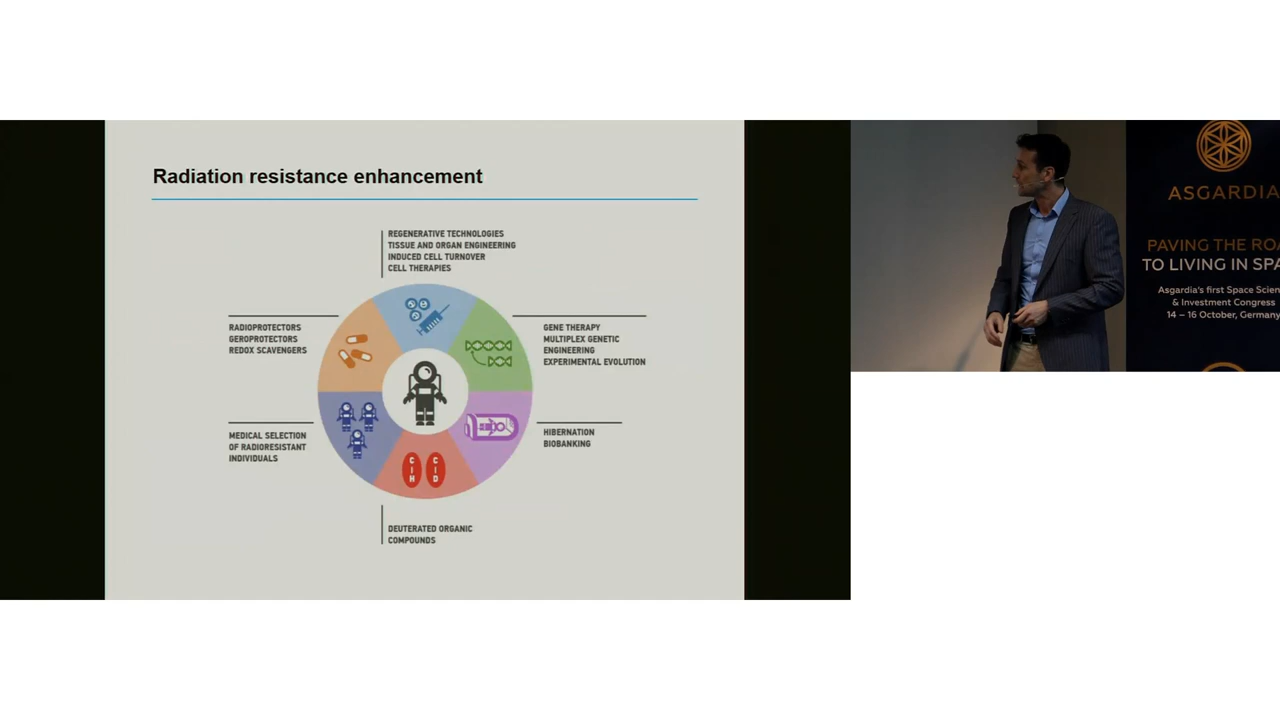 Radiation resistance enhancement
REGENERATIVE TECHNOLOGIES
TISSUE AND ORGAN ENGINEERING
INDUCED CELL TURNOVER
CELL THERAPIES
RADIOPROTECTORS
GEROPROTECTORS
REDOX SCAVENGERS
GENE THERAPY
MULTIPLEX GENETIC
ENGINEERING
EXPERIMENTAL EVOLUTION
MEDICAL SELECTION
OF RADIORESISTANT
INDIVIDUALS
HIBERNATION
BIOBANKING
C C
I I
H D
DEUTERATED ORGANIC
COMPOUNDS
ASGARDIA
PAVING THE ROA
TO LIVING IN SPA
Asgardia's first Space Scien
& Investment Congress
14 – 16 October, Germany